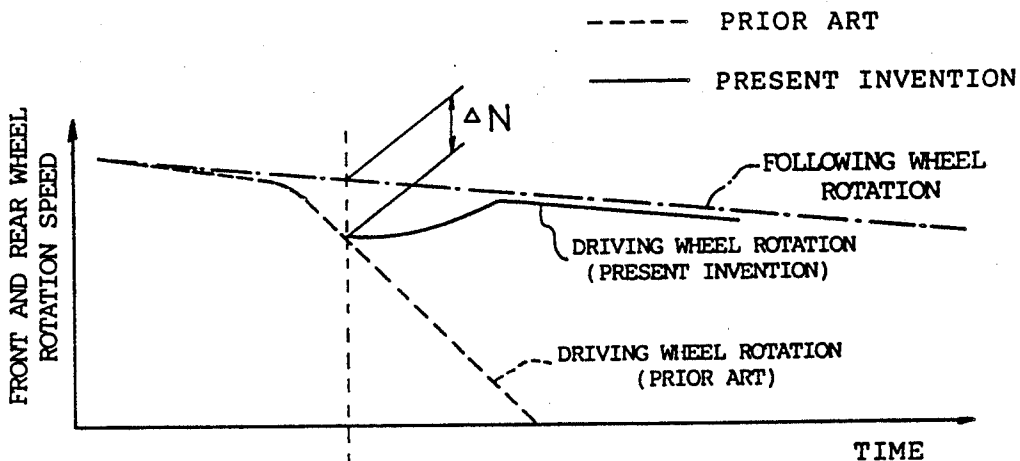 PRIOR ART
PRESENT INVENTION
ΔN
FOLLOWING WHEEL
ROTATION
DRIVING WHEEL ROTATION
(PRESENT INVENTION)
DRIVING WHEEL ROTATION
(PRIOR ART)
FRONT AND REAR WHEEL
ROTATION SPEED
TIME